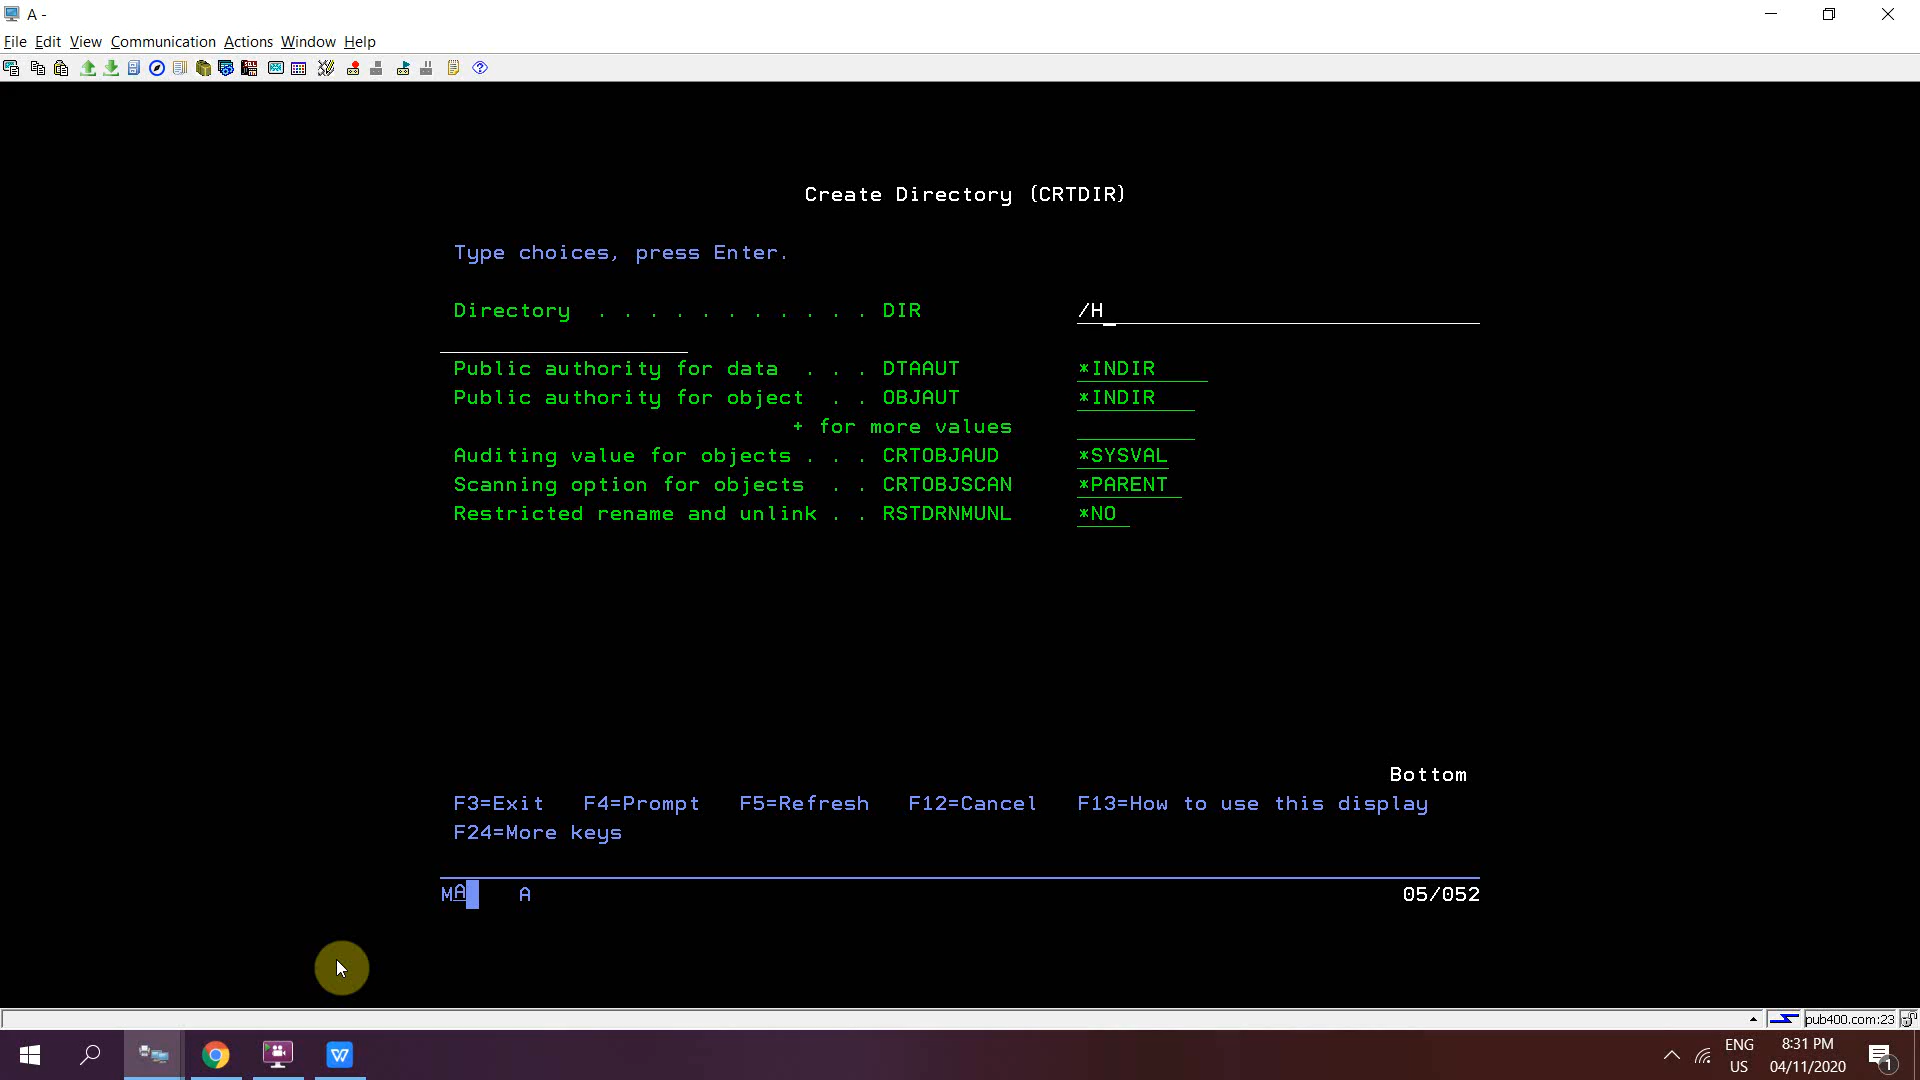 A -
File Edit View Communication Actions Window Help
Create Directory (CRTDIR)
Type choices, press Enter.
Directory . . . . . . . . . . . DIR /H_
Public authority for data . . . DTAAUT *INDIR
Public authority for object . . OBJAUT *INDIR
+ for more values
Auditing value for objects . . . CRTOBJAUD *SYSVAL
Scanning option for objects . . CRTOBJSCAN *PARENT
Restricted rename and unlink . . RSTDRNMUNL *NO
Bottom
F3=Exit F4=Prompt F5=Refresh F12=Cancel F13=How to use this display
F24=More keys
MA A 05/052
pub400.com:23
ENG 8:31 PM
US 04/11/2020 1